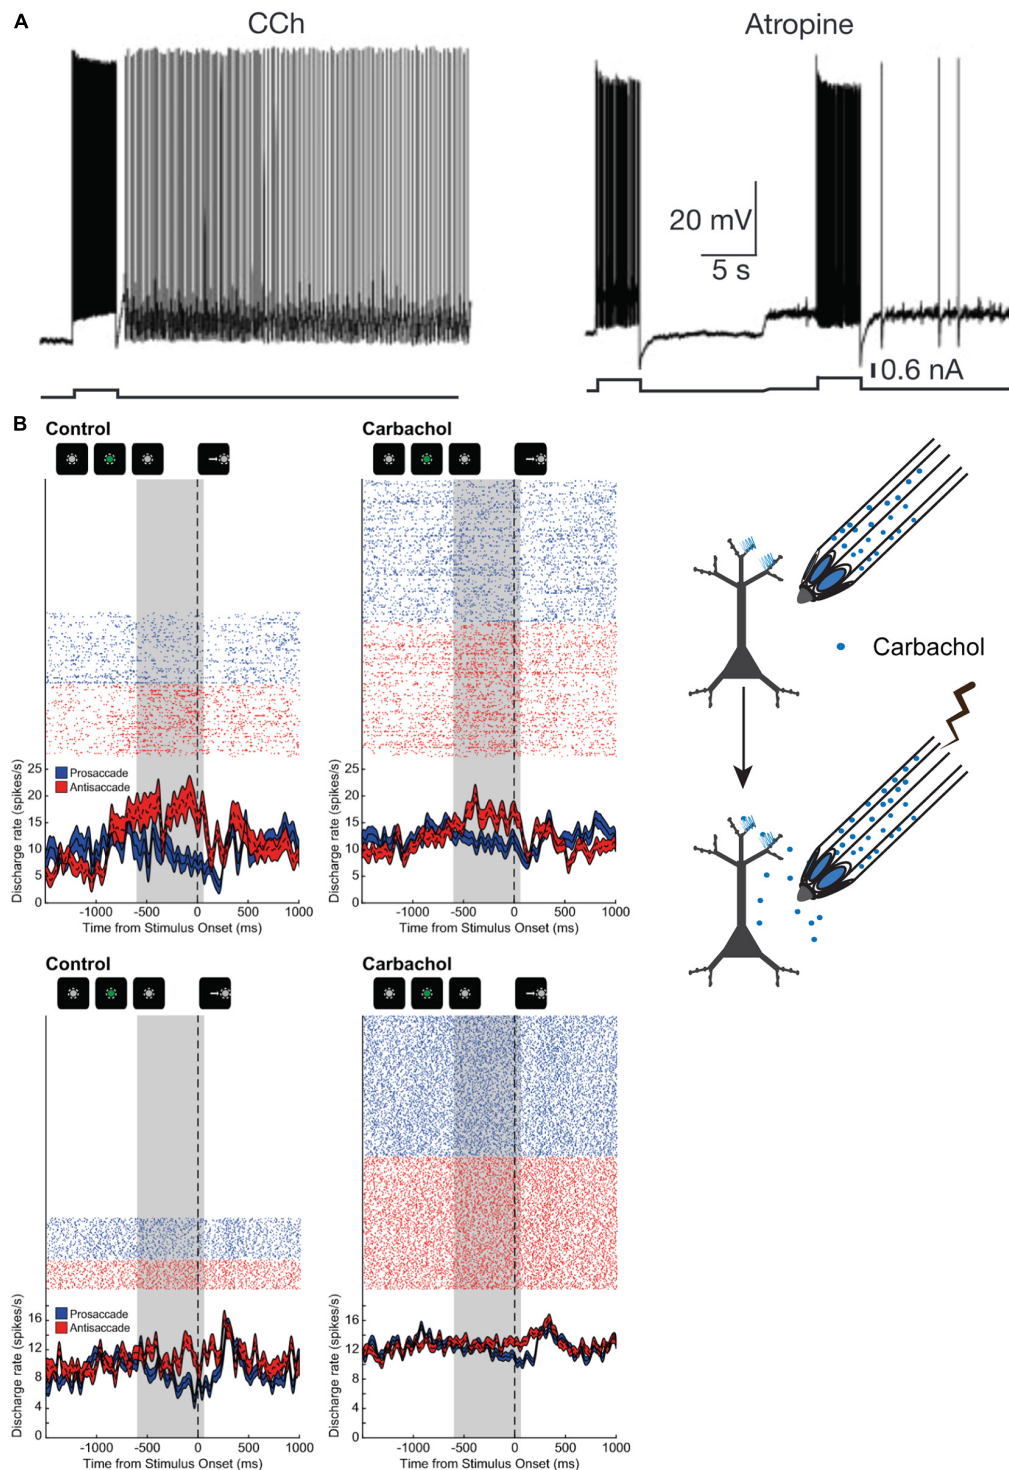 A
CCh
Atropine
20 mV
5 s
0.6 nA
B
Control
Carbachol
25
20
15
10
5
0
Discharge rate (spikes/s)
Prosaccade
Antisaccade
-1000
-500
0
500
1000
Time from Stimulus Onset (ms)
25
20
15
10
5
0
Discharge rate (spikes/s)
-1000
-500
0
500
1000
Time from Stimulus Onset (ms)
Carbachol
Control
Carbachol
16
12
8
4
0
Discharge rate (spikes/s)
Prosaccade
Antisaccade
-1000
-500
0
500
1000
Time from Stimulus Onset (ms)
16
12
8
4
0
Discharge rate (spikes/s)
-1000
-500
0
500
1000
Time from Stimulus Onset (ms)